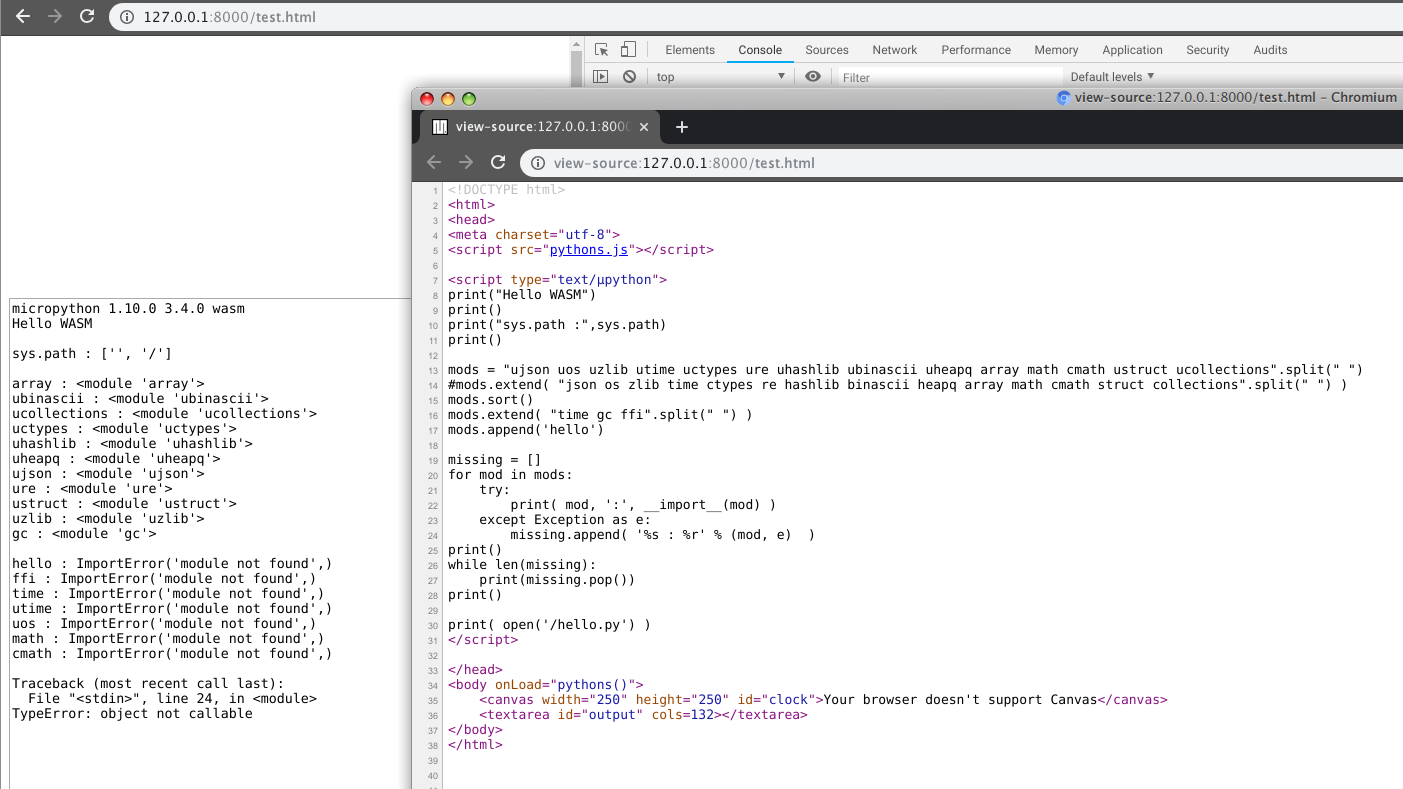 127.0.0.1:8000/test.html
Elements Console Sources Network Performance Memory Application Security Audits
top Filter Default levels
view-source:127.0.0.1:8000/test.html - Chromium
view-source:127.0.0.1:800
view-source:127.0.0.1:8000/test.html
micropython 1.10.0 3.4.0 wasm
Hello WASM
sys.path : ['', '/']
array : <module 'array'>
ubinascii : <module 'ubinascii'>
ucollections : <module 'ucollections'>
uctypes : <module 'uctypes'>
uhashlib : <module 'uhashlib'>
uheapq : <module 'uheapq'>
ujson : <module 'ujson'>
ure : <module 'ure'>
ustruct : <module 'ustruct'>
uzlib : <module 'uzlib'>
gc : <module 'gc'>
hello : ImportError('module not found',)
ffi : ImportError('module not found',)
time : ImportError('module not found',)
utime : ImportError('module not found',)
uos : ImportError('module not found',)
math : ImportError('module not found',)
cmath : ImportError('module not found',)
Traceback (most recent call last):
  File "<stdin>", line 24, in <module>
TypeError: object not callable
1 <!DOCTYPE html>
2 <html>
3 <head>
4 <meta charset="utf-8">
5 <script src="pythons.js"></script>
6
7 <script type="text/µpython">
8 print("Hello WASM")
9 print()
10 print("sys.path :",sys.path)
11 print()
12
13 mods = "ujson uos uzlib utime uctypes ure uhashlib ubinascii uheapq array math cmath ustruct ucollections".split(" ")
14 #mods.extend( "json os zlib time ctypes re hashlib binascii heapq array math cmath struct collections".split(" ") )
15 mods.sort()
16 mods.extend( "time gc ffi".split(" ") )
17 mods.append('hello')
18
19 missing = []
20 for mod in mods:
21     try:
22         print( mod, ':', __import__(mod) )
23     except Exception as e:
24         missing.append( '%s : %r' % (mod, e)  )
25 print()
26 while len(missing):
27     print(missing.pop())
28 print()
29
30 print( open('/hello.py') )
31 </script>
32
33 </head>
34 <body onLoad="pythons()">
35     <canvas width="250" height="250" id="clock">Your browser doesn't support Canvas</canvas>
36     <textarea id="output" cols=132></textarea>
37 </body>
38 </html>
39
40